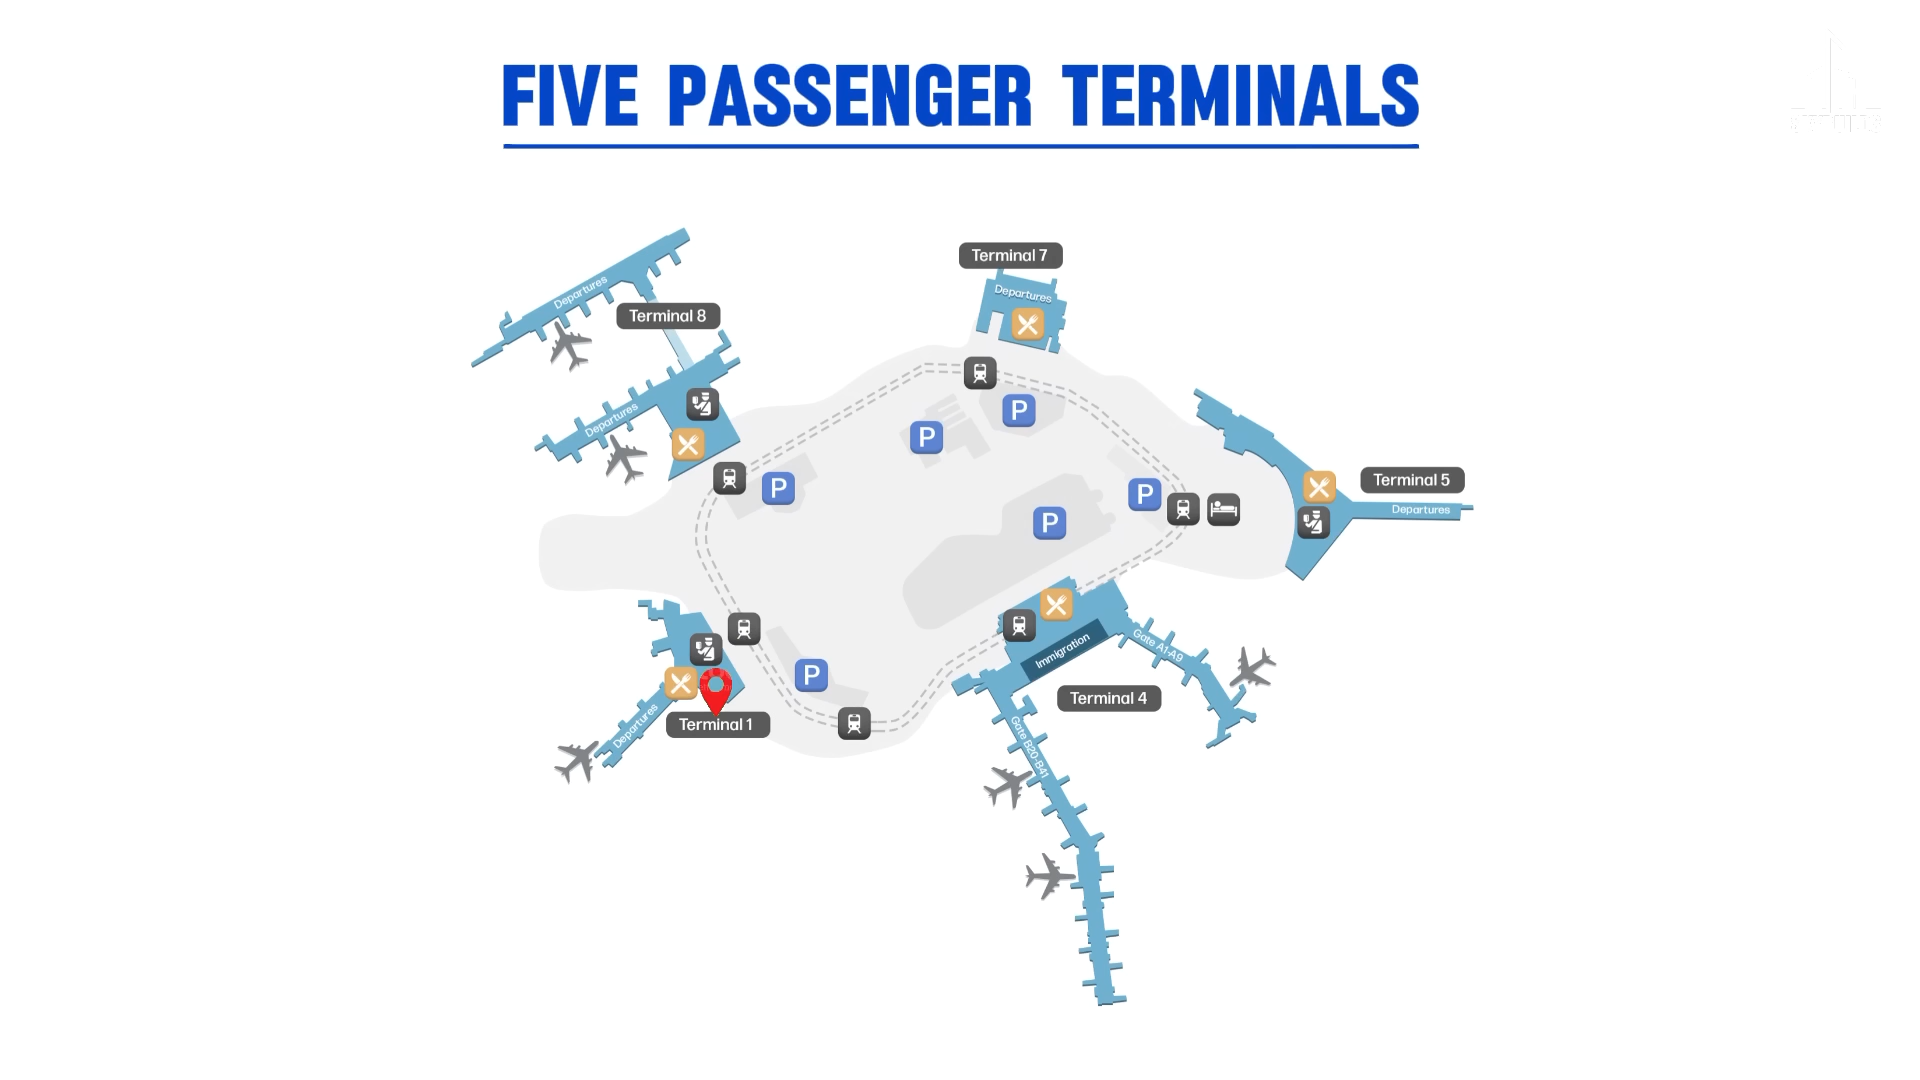 FIVE PASSENGER TERMINALS
Terminal 7
Departures
Departures
Terminal 8
Departures
P
P
P
P
P
Terminal 5
Departures
Immigration
Gate A1-A9
Terminal 4
Gate B20-B41
P
Departures
Terminal 1